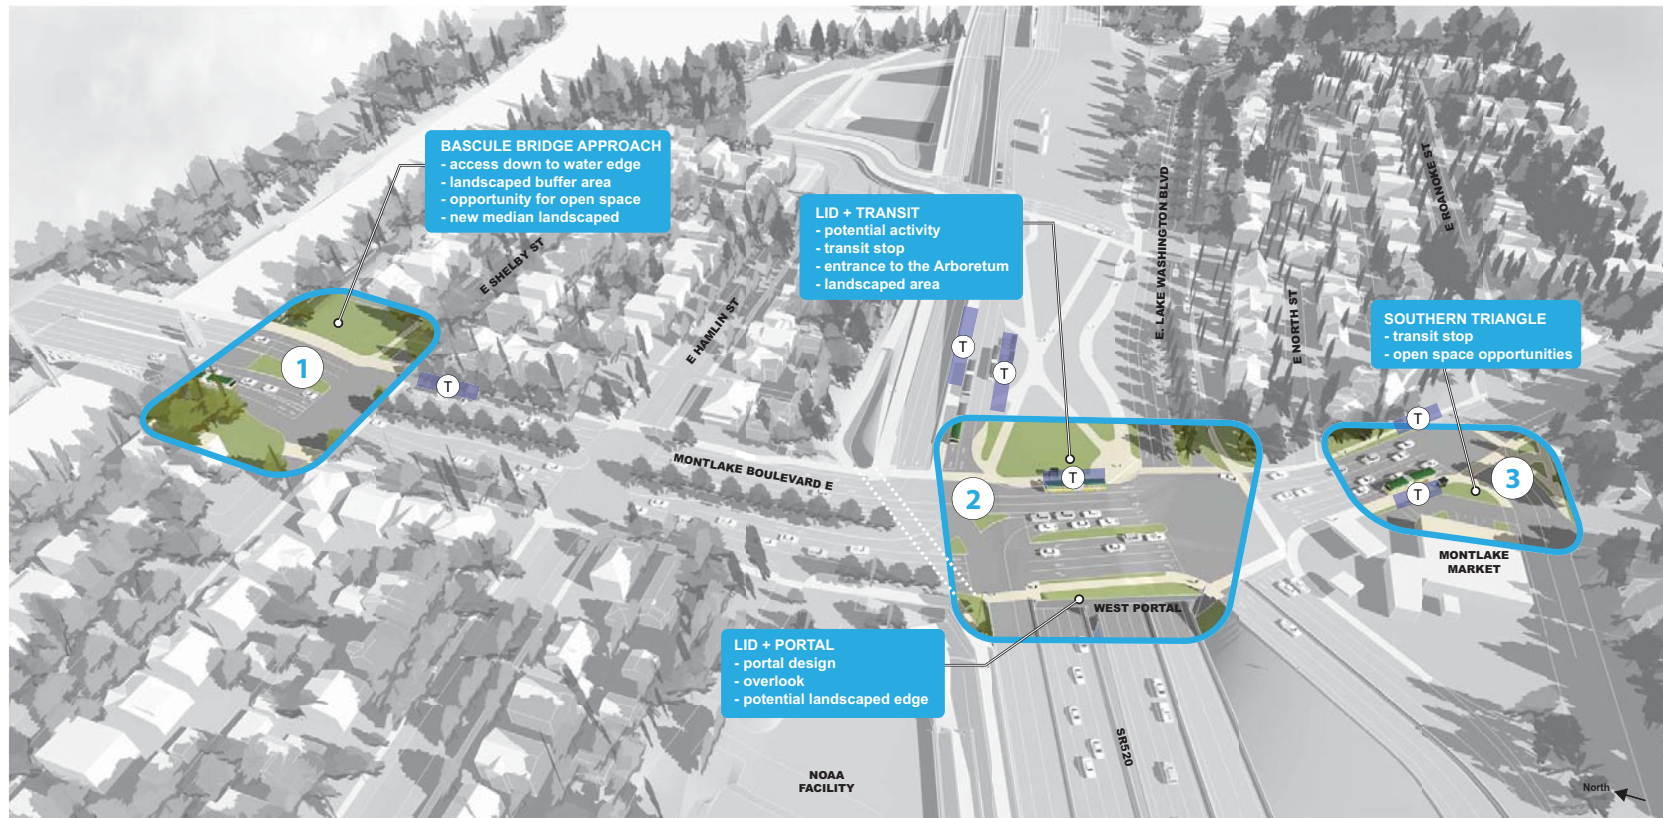 BASCULE BRIDGE APPROACH
- access down to water edge
- landscaped buffer area
- opportunity for open space
- new median landscaped
LID + TRANSIT
- potential activity
- transit stop
- entrance to the Arboretum
- landscaped area
SOUTHERN TRIANGLE
- transit stop
- open space opportunities
E ROANOKE ST
E. LAKE WASHINGTON BLVD
E SHELBY ST
E HAMLIN ST
E NORTH ST
1
T
T
T
T
MONTLAKE BOULEVARD E
2
T
T
3
MONTLAKE
MARKET
WEST PORTAL
LID + PORTAL
- portal design
- overlook
- potential landscaped edge
SR520
NOAA
FACILITY
North